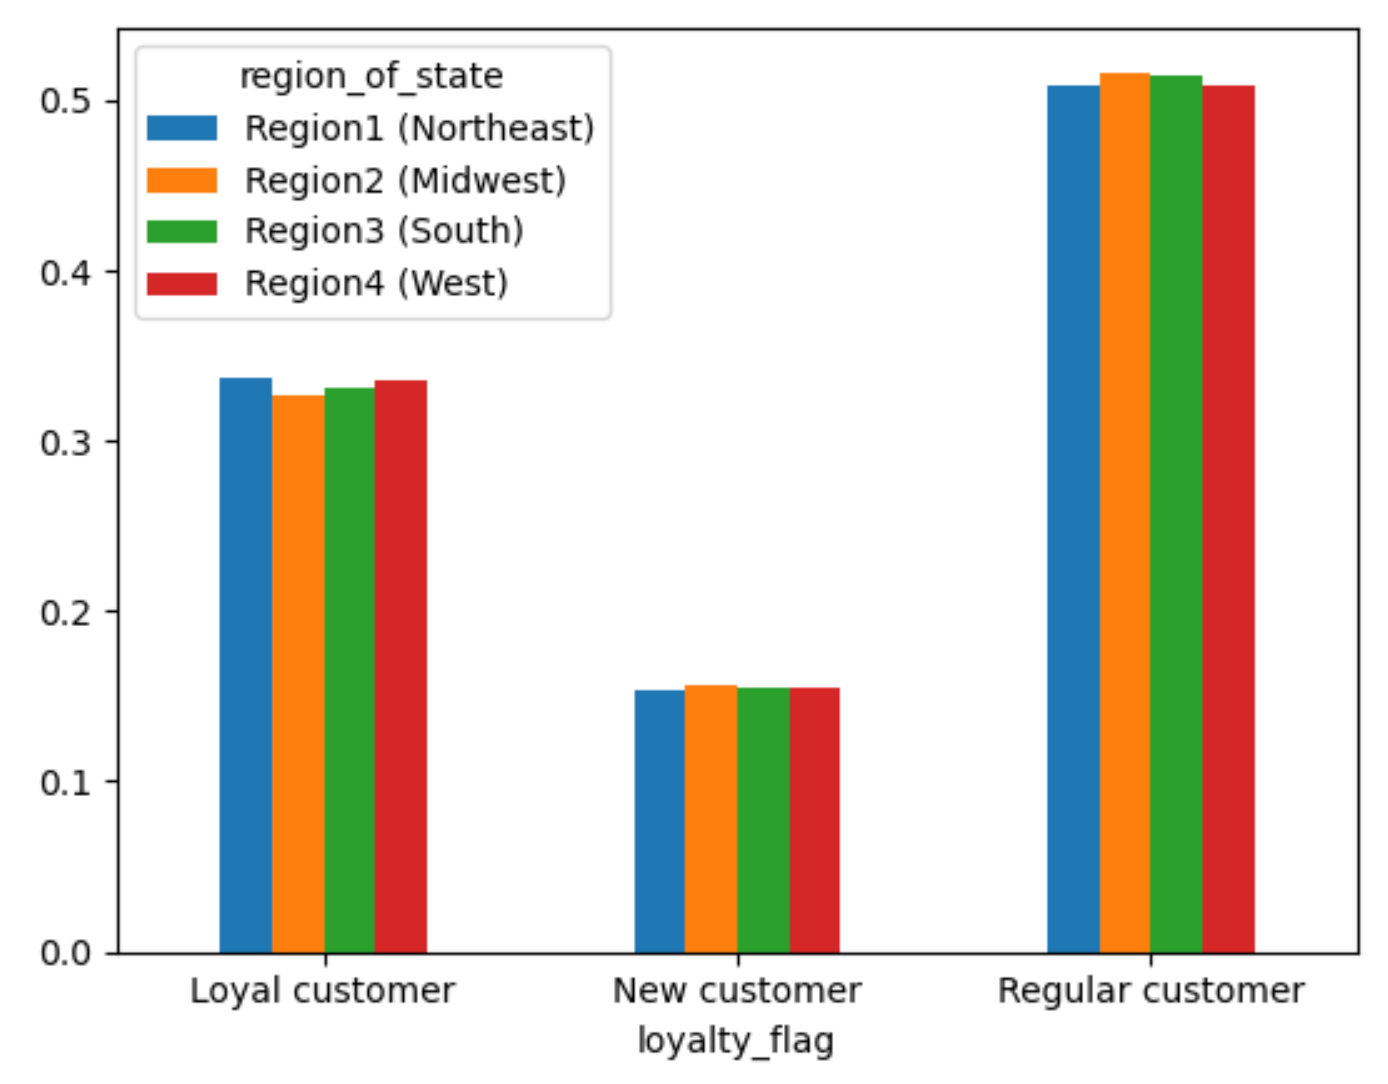 region_of_state
Region1 (Northeast)
Region2 (Midwest)
Region3 (South)
Region4 (West)
0.5
0.4
0.3
0.2
0.1
0.0
Loyal customer New customer Regular customer
loyalty_flag